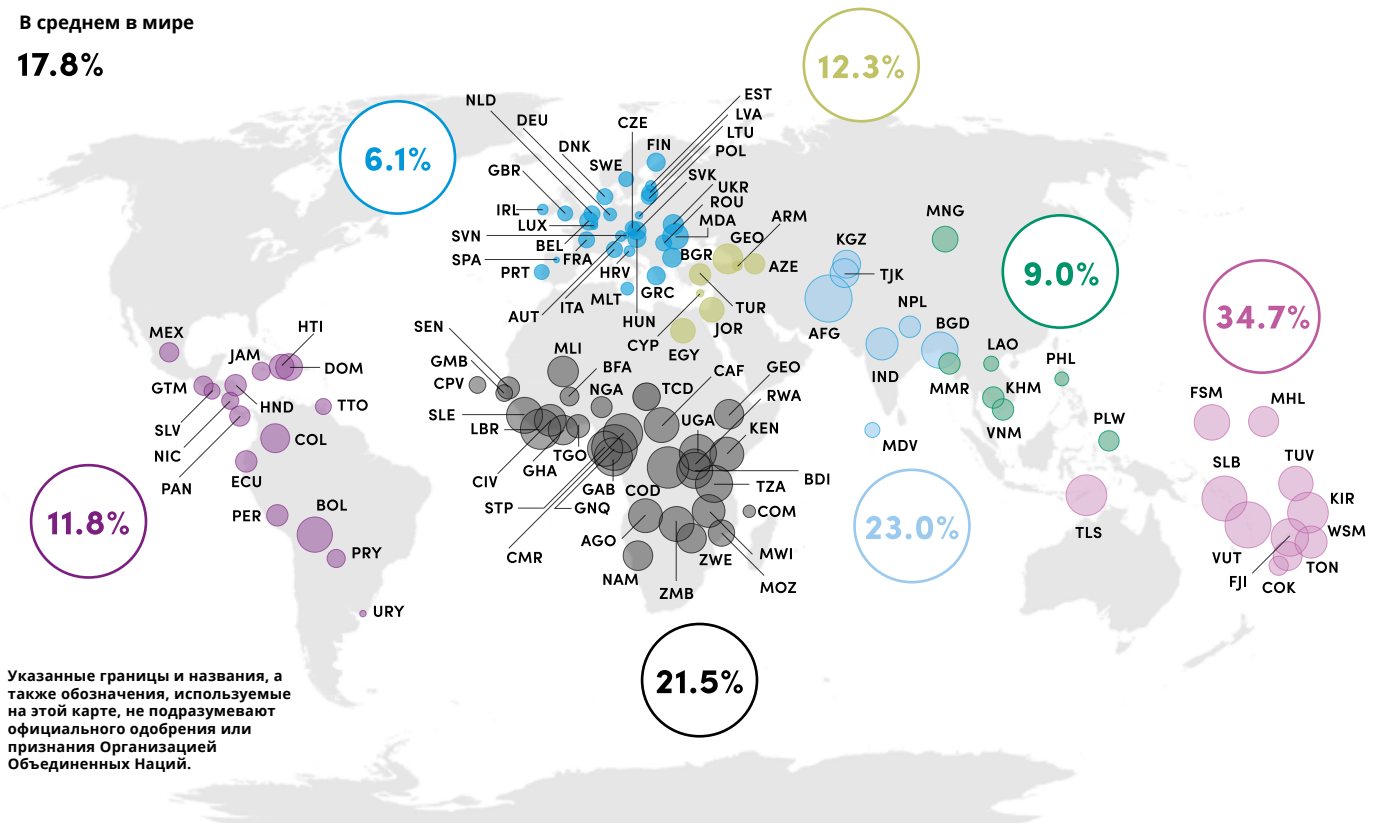 В среднем в мире
17.8%
12.3%
6.1%
9.0%
34.7%
11.8%
23.0%
21.5%
NLD
DEU
DNK
GBR
SWE
CZE
FIN
EST
LVA
LTU
POL
SVK
UKR
ROU
MDA
ARM
GEO
AZE
IRL
LUX
SVN
BEL
SPA
FRA
PRT
HRV
BGR
ITA
MLT
GRC
AUT
HUN
TUR
CYP
JOR
EGY
MNG
KGZ
TJK
NPL
AFG
BGD
IND
LAO
PHL
MMR
KHM
VNM
PLW
MDV
MEX
HTI
JAM
DOM
GTM
HND
TTO
SLV
COL
NIC
PAN
ECU
PER
BOL
PRY
URY
SEN
GMB
CPV
MLI
BFA
NGA
TCD
CAF
GEO
RWA
SLE
LBR
UGA
KEN
CIV
GHA
TGO
STP
GAB
GNQ
COD
BDI
TZA
COM
CMR
AGO
NAM
ZMB
ZWE
MWI
MOZ
FSM
MHL
SLB
TUV
KIR
TLS
WSM
VUT
FJI
TON
COK
Указанные границы и названия, а
также обозначения, используемые
на этой карте, не подразумевают
официального одобрения или
признания Организацией
Объединенных Наций.